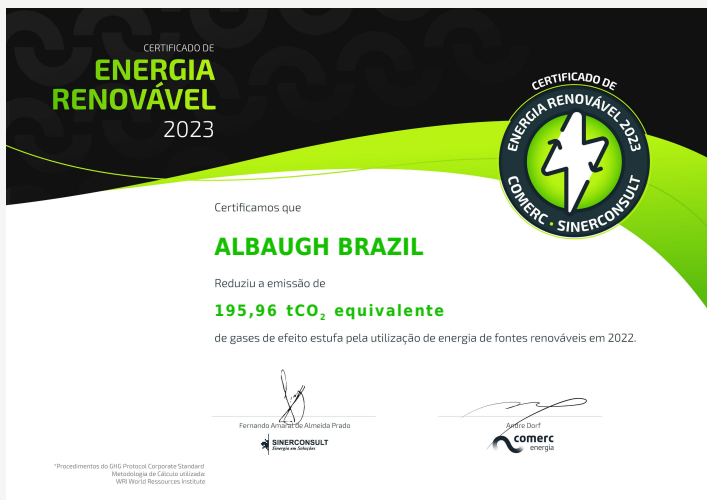 CERTIFICADO DE
ENERGIA
RENOVÁVEL
2023
CERTIFICADO DE
ENERGIA RENOVÁVEL 2023
COMERC • SINERCONSULT
Certificamos que
ALBAUGH BRAZIL
Reduziu a emissão de
195,96 tCO₂ equivalente
de gases de efeito estufa pela utilização de energia de fontes renováveis em 2022.
Fernando Amaral de Almeida Prado
SINERCONSULT
Sinergia em Soluções
Andre Dorf
comerc
energia
*Procedimentos do GHG Protocol Corporate Standard
Metodologia de Cálculo utilizada:
WRI World Ressources Institute